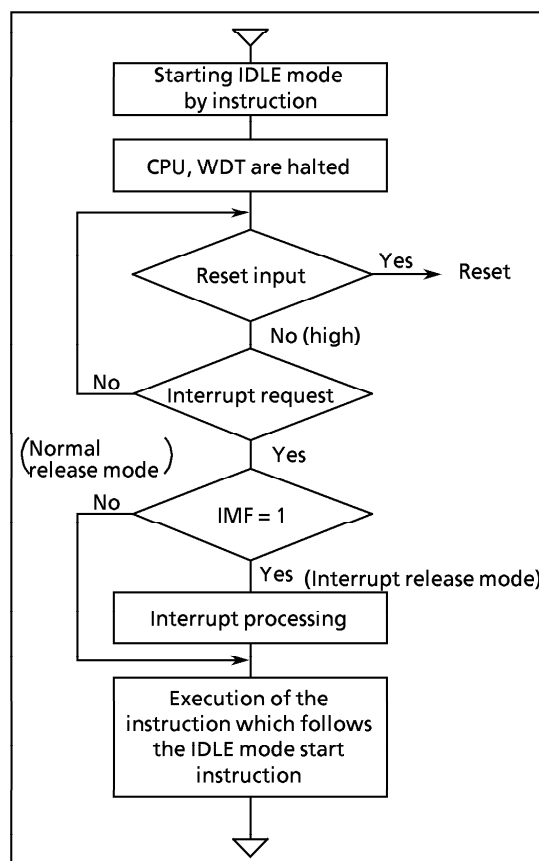 Starting IDLE mode
by instruction
CPU, WDT are halted
Reset input
Yes
Reset
No (high)
No
Interrupt request
(Normal
release mode)
Yes
No
IMF = 1
Yes
(Interrupt release mode)
Interrupt processing
Execution of the
instruction which follows
the IDLE mode start
instruction